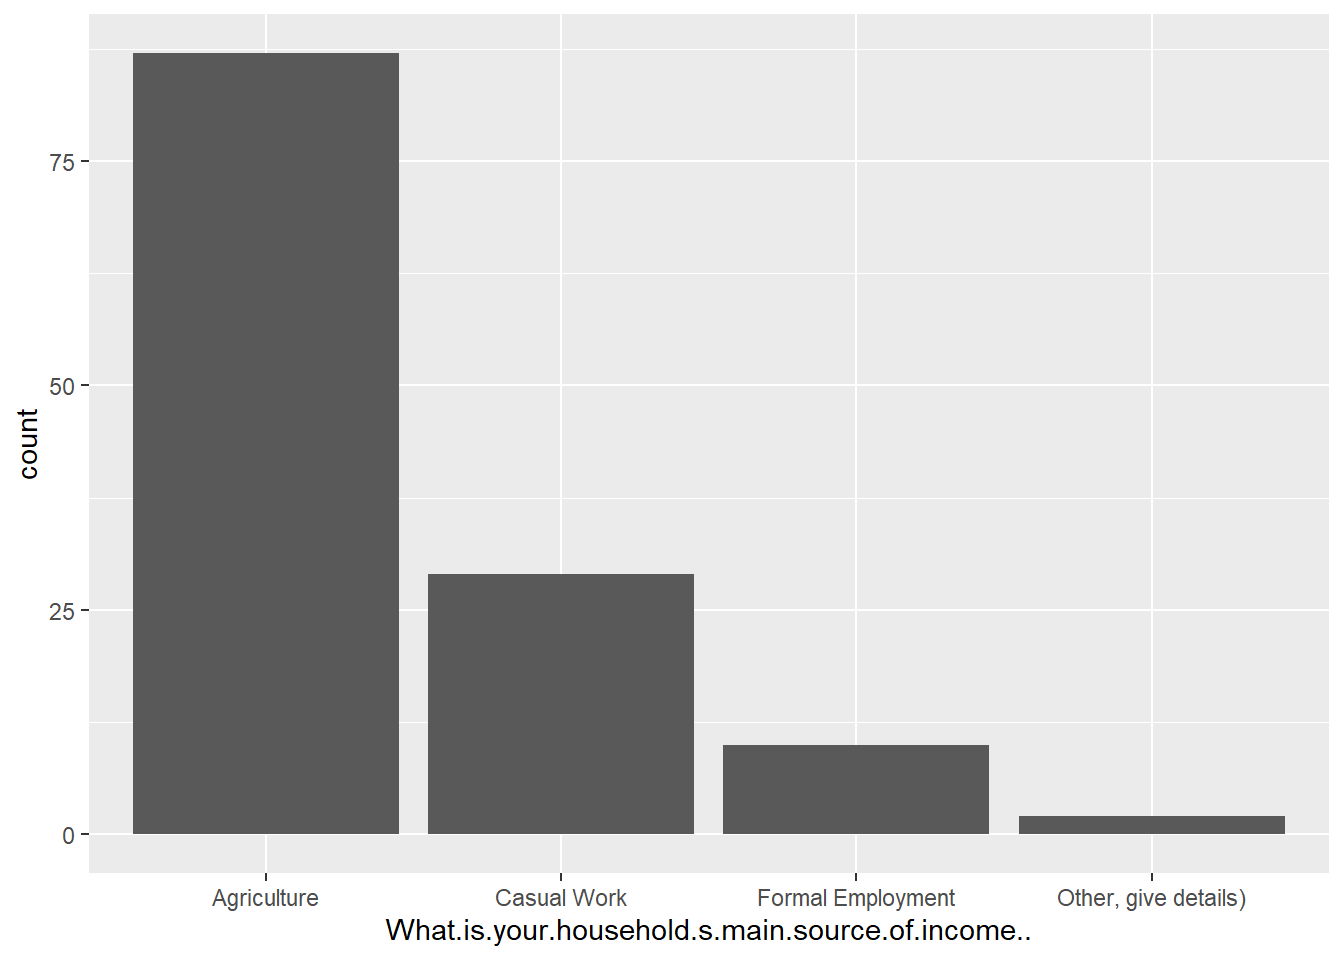 count
75
50
25
0
Agriculture
Casual Work
Formal Employment
Other, give details)
What.is.your.household.s.main.source.of.income..